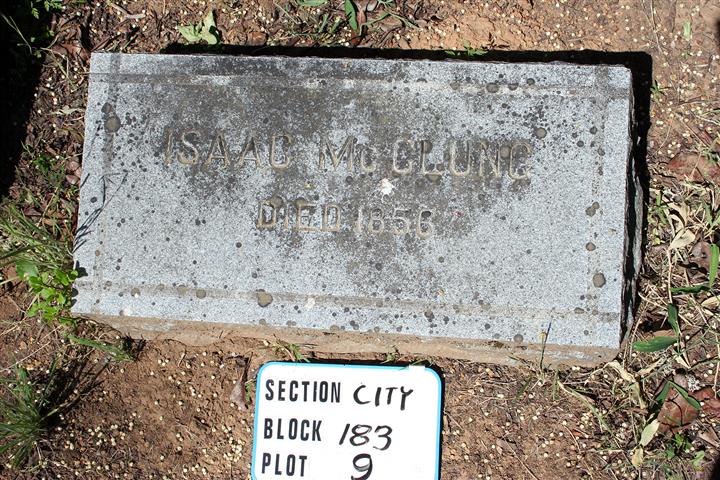 ISAAC McCLUNG
DIED 1856
SECTION CITY
BLOCK 183
PLOT 9